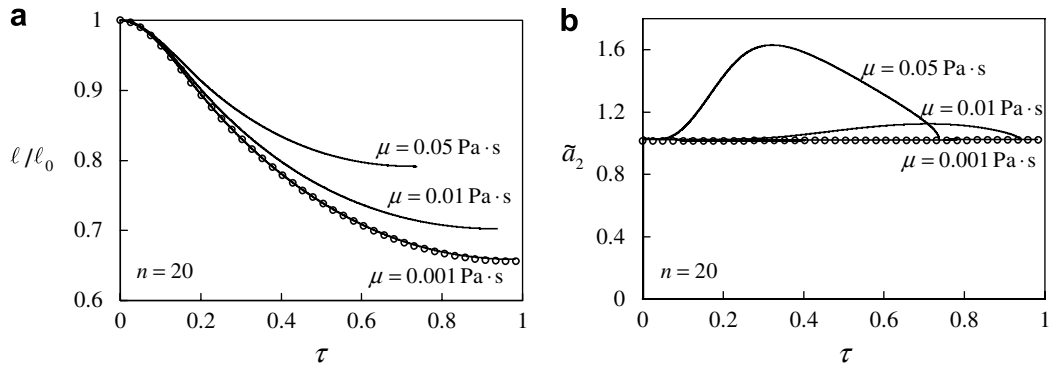 a
1
0.9
0.8
0.7
0.6
ℓ/ℓ₀
μ = 0.05 Pa·s
μ = 0.01 Pa·s
μ = 0.001 Pa·s
n = 20
0 0.2 0.4 0.6 0.8 1
τ
b
1.6
1.2
0.8
0.4
0
ã₂
μ = 0.05 Pa·s
μ = 0.01 Pa·s
μ = 0.001 Pa·s
n = 20
0 0.2 0.4 0.6 0.8 1
τ